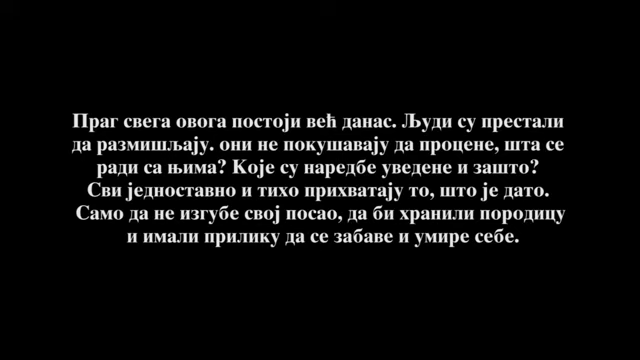 Праг свега овога постоји већ данас. Људи су престали
да размишљају. они не покушавају да процене, шта се
ради са њима? Које су наредбе уведене и зашто?
Сви једноставно и тихо прихватају то, што је дато.
Само да не изгубе свој посао, да би хранили породицу
и имали прилику да се забаве и умире себе.